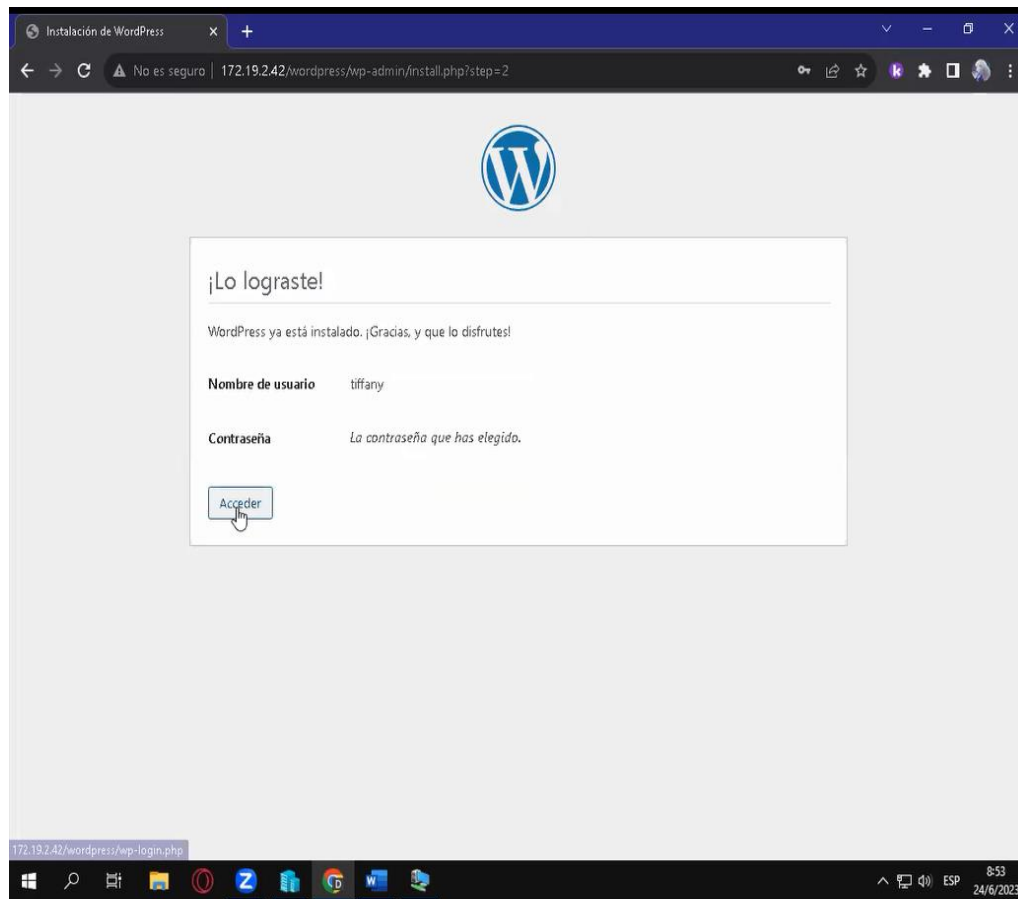 Instalación de WordPress
No es seguro | 172.19.2.42/wordpress/wp-admin/install.php?step=2
¡Lo lograste!
WordPress ya está instalado. ¡Gracias, y que lo disfrutes!
Nombre de usuario tiffany
Contraseña La contraseña que has elegido.
Acceder
172.19.2.42/wordpress/wp-login.php
ESP 8:53
24/6/2023